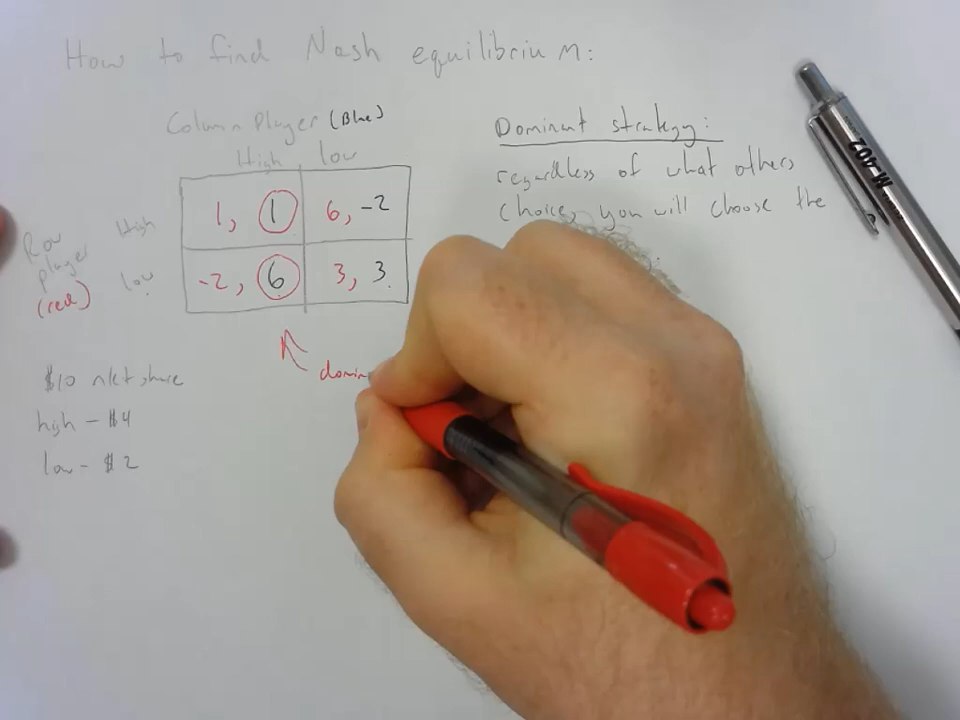 How to find Nash equilibrium:
Column Player (Blue)
High low
Row player (red)
High 1, 1 6, -2
low -2, 6 3, 3
Dominant strategy:
regardless of what others
choice, you will choose the
domin
$10 mkt share
high - $4
low - $2
M 402